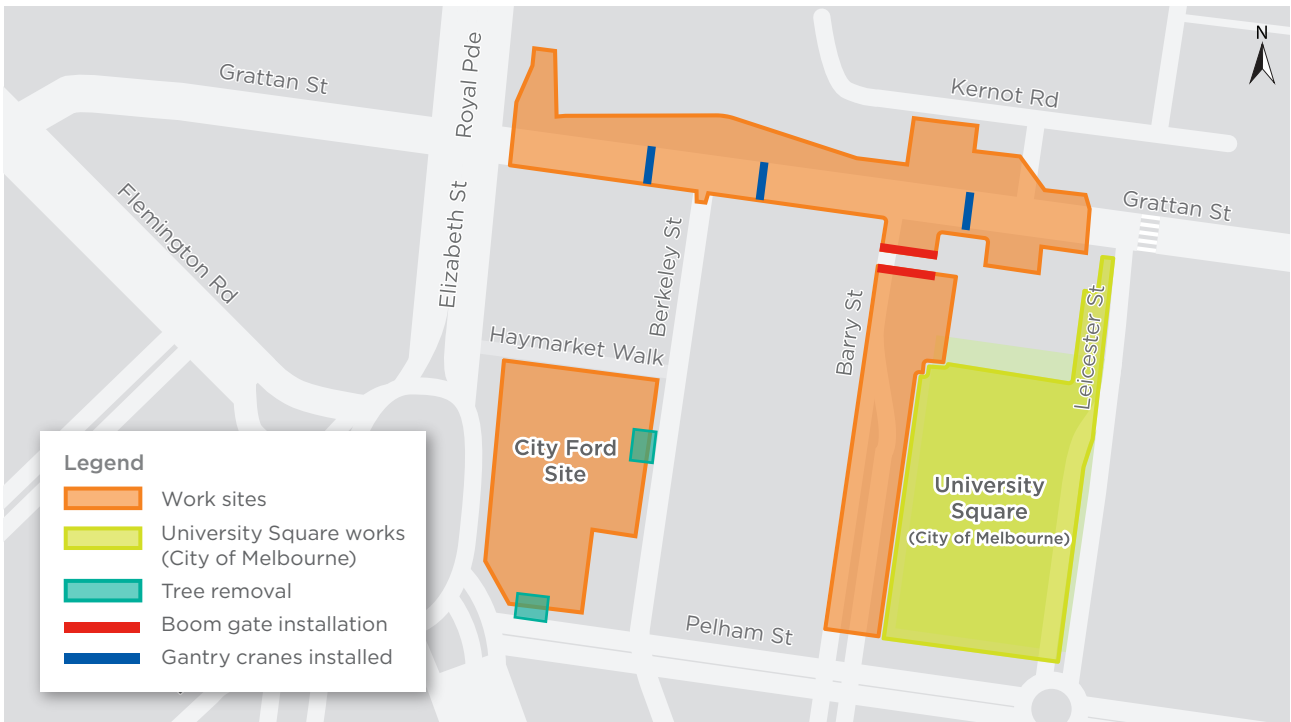 N
Grattan St
Royal Pde
Kernot Rd
Grattan St
Flemington Rd
Elizabeth St
Berkeley St
Barry St
Leicester St
Haymarket Walk
City Ford
Site
University
Square
(City of Melbourne)
Pelham St
Legend
Work sites
University Square works
(City of Melbourne)
Tree removal
Boom gate installation
Gantry cranes installed